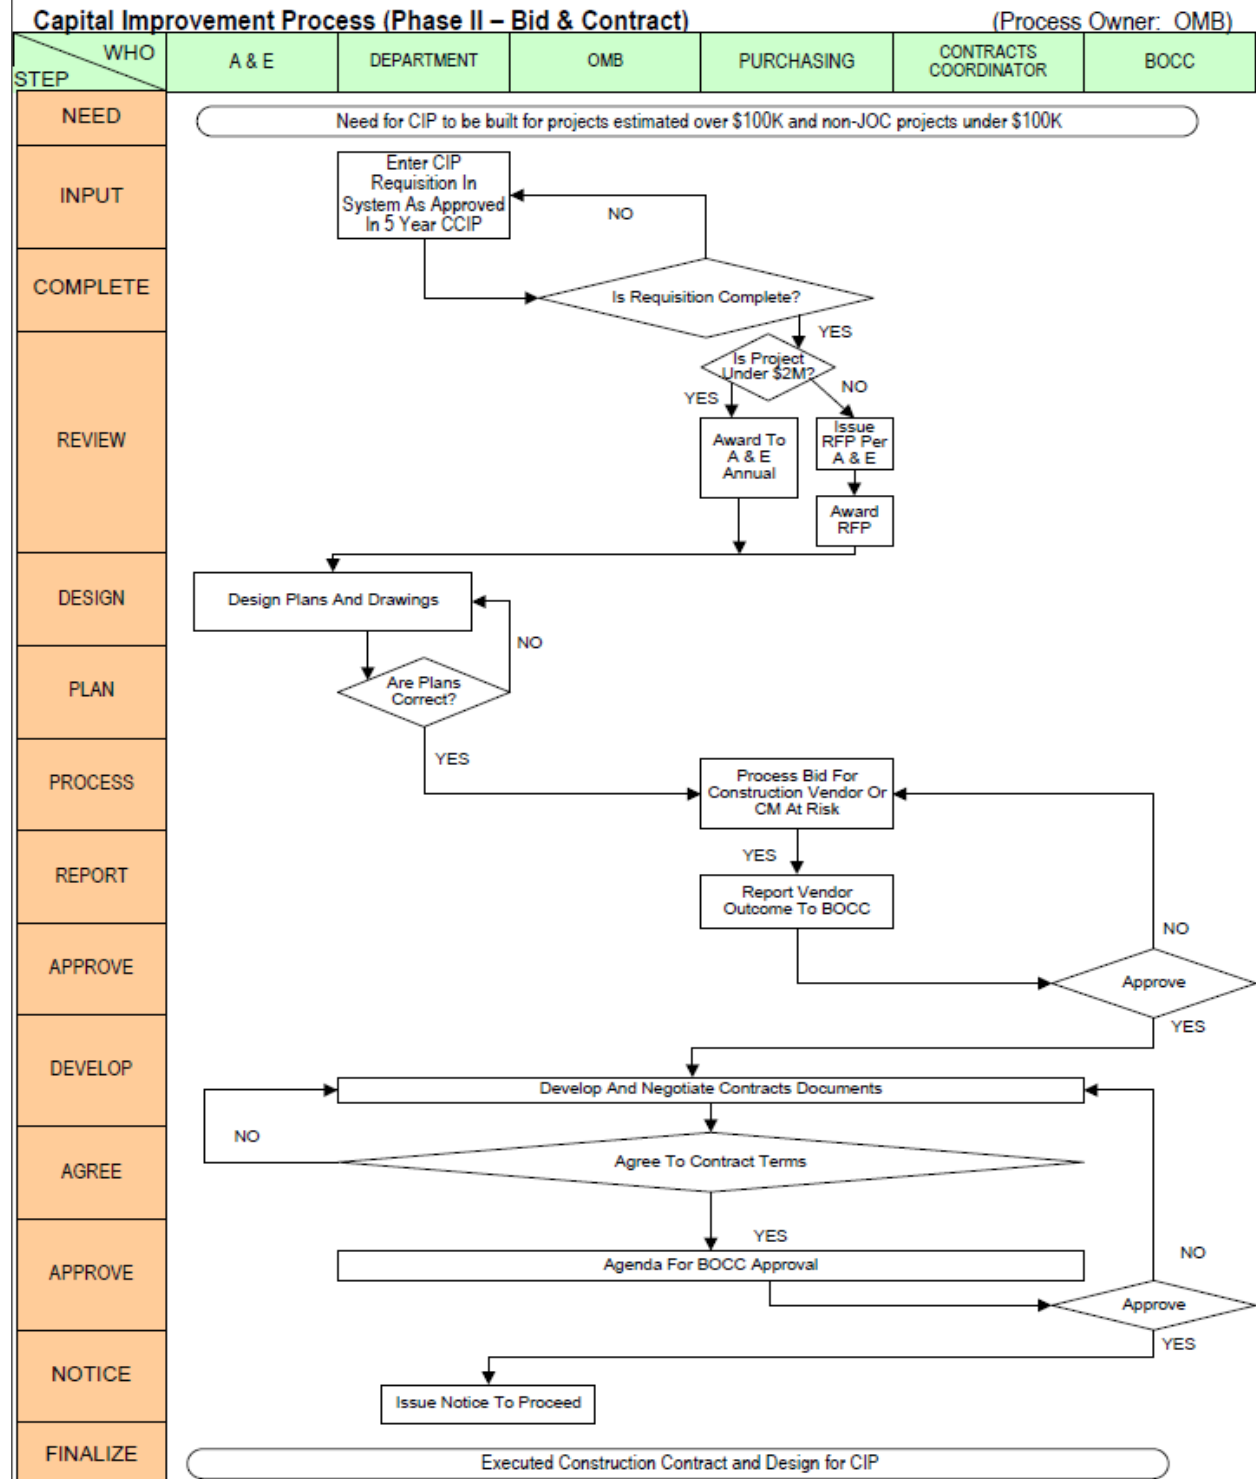 Capital Improvement Process (Phase II – Bid & Contract) (Process Owner: OMB)
WHO
STEP
A & E
DEPARTMENT
OMB
PURCHASING
CONTRACTS
COORDINATOR
BOCC
NEED
Need for CIP to be built for projects estimated over $100K and non-JOC projects under $100K
INPUT
Enter CIP
Requisition In
System As Approved
In 5 Year CCIP
NO
COMPLETE
Is Requisition Complete?
YES
REVIEW
Is Project
Under $2M?
YES
NO
Award To
A & E
Annual
Issue
RFP Per
A & E
Award
RFP
DESIGN
Design Plans And Drawings
NO
PLAN
Are Plans
Correct?
YES
PROCESS
Process Bid For
Construction Vendor Or
CM At Risk
YES
REPORT
Report Vendor
Outcome To BOCC
NO
APPROVE
Approve
YES
DEVELOP
Develop And Negotiate Contracts Documents
NO
AGREE
Agree To Contract Terms
YES
NO
APPROVE
Agenda For BOCC Approval
Approve
YES
NOTICE
Issue Notice To Proceed
FINALIZE
Executed Construction Contract and Design for CIP